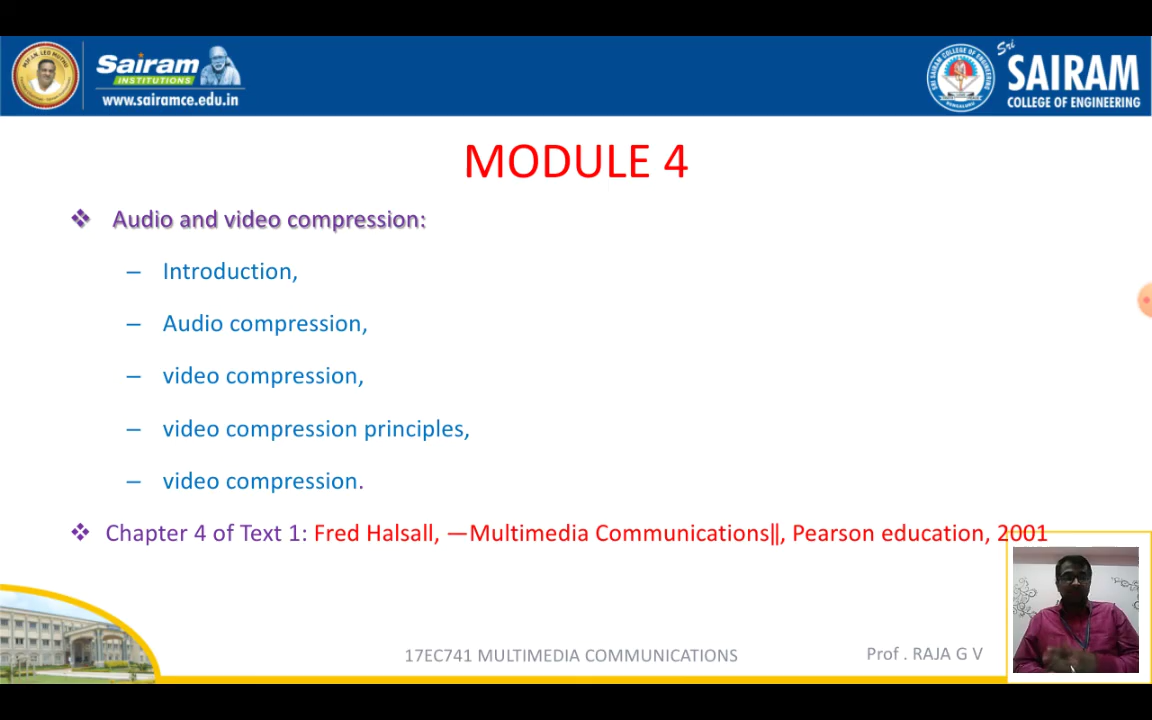 Sairam
INSTITUTIONS
www.sairamce.edu.in
Sri
SAIRAM
COLLEGE OF ENGINEERING
MODULE 4
❖ Audio and video compression:
– Introduction,
– Audio compression,
– video compression,
– video compression principles,
– video compression.
❖ Chapter 4 of Text 1: Fred Halsall, ―Multimedia Communications‖, Pearson education, 2001
17EC741 MULTIMEDIA COMMUNICATIONS
Prof . RAJA G V